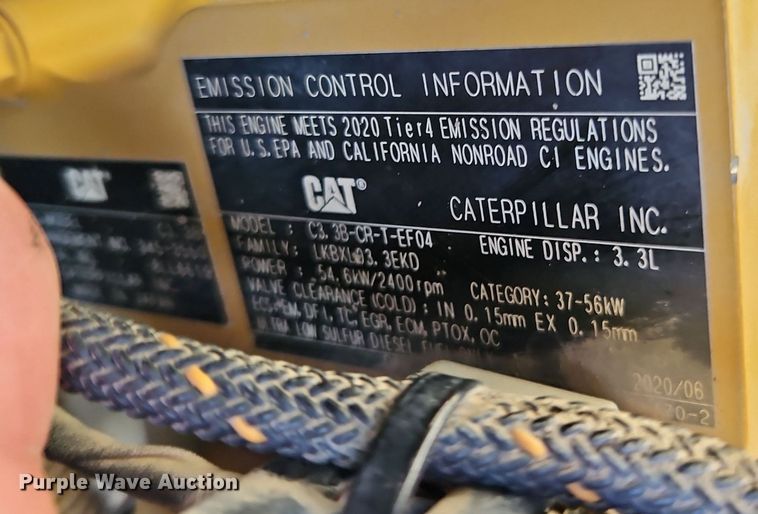 EMISSION CONTROL INFORMATION
THIS ENGINE MEETS 2020 Tier4 EMISSION REGULATIONS
FOR U.S.EPA AND CALIFORNIA NONROAD CI ENGINES.
CAT® CATERPILLAR INC.
MODEL : C3.3B-CR-T-EF04 ENGINE DISP.: 3.3L
FAMILY: LKBXL03.3EKD
POWER : 54.6kW/2400rpm CATEGORY: 37-56kW
VALVE CLEARANCE (COLD) : IN 0.15mm EX 0.15mm
ECS: DFI, TC, EGR, ECM, PTOX, OC
ULTRA LOW SULFUR DIESEL
2020/06
70-2
CAT
Purple Wave Auction